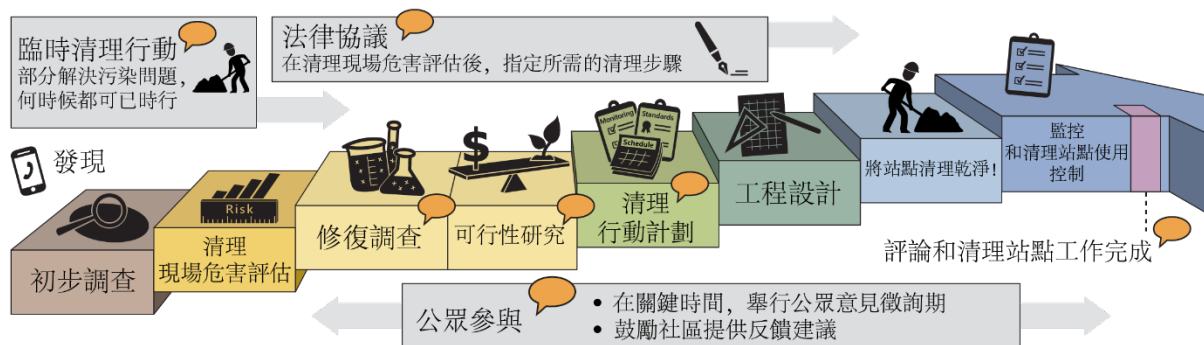 臨時清理行動
部分解決污染問題,
何時候都可已時行
法律協議
在清理現場危害評估後, 指定所需的清理步驟
發現
初步調查
Risk
清理
現場危害評估
修復調查
$
可行性研究
Monitoring
Standards
Schedule
清理
行動計劃
工程設計
將站點清理乾淨!
監控
和清理站點使用
控制
評論和清理站點工作完成
公眾參與
• 在關鍵時間, 舉行公眾意見徵詢期
• 鼓勵社區提供反饋建議